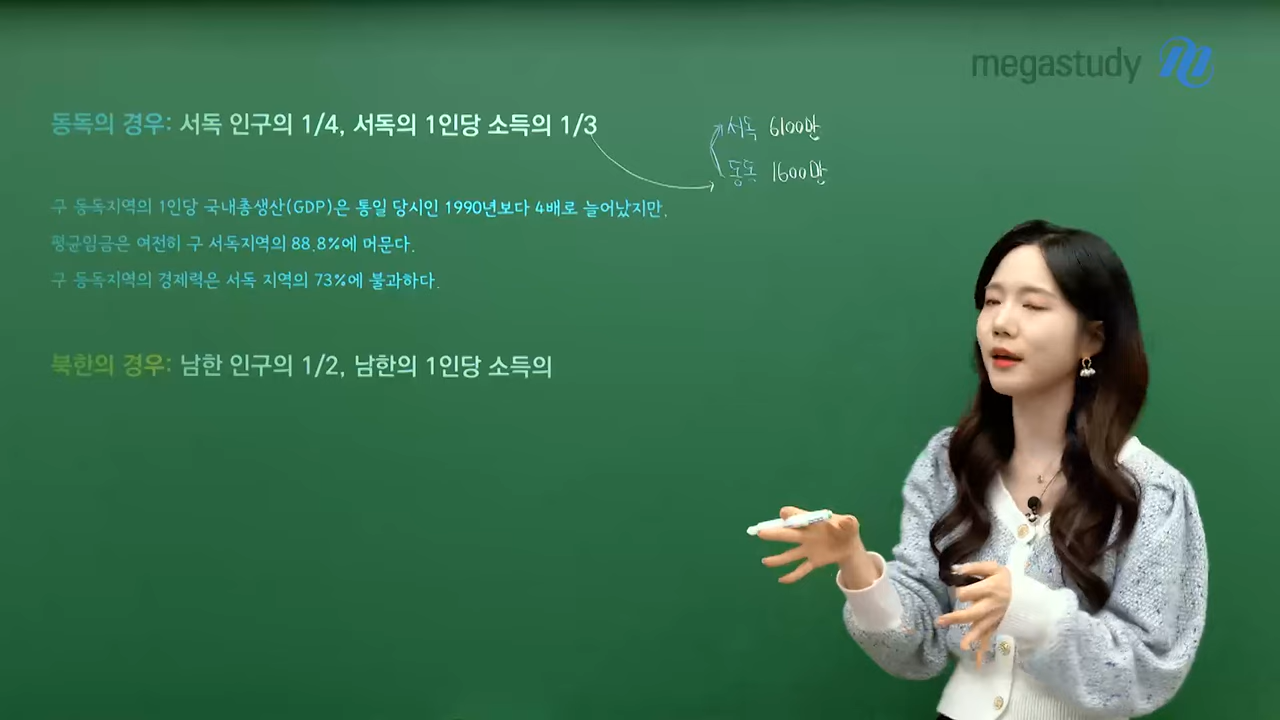 megastudy
동독의 경우: 서독 인구의 1/4, 서독의 1인당 소득의 1/3
서독 6100만
동독 1600만
구 동독지역의 1인당 국내총생산(GDP)은 통일 당시인 1990년보다 4배로 늘어났지만,
평균임금은 여전히 구 서독지역의 88.8%에 머문다.
구 동독지역의 경제력은 서독 지역의 73%에 불과하다.
북한의 경우: 남한 인구의 1/2, 남한의 1인당 소득의